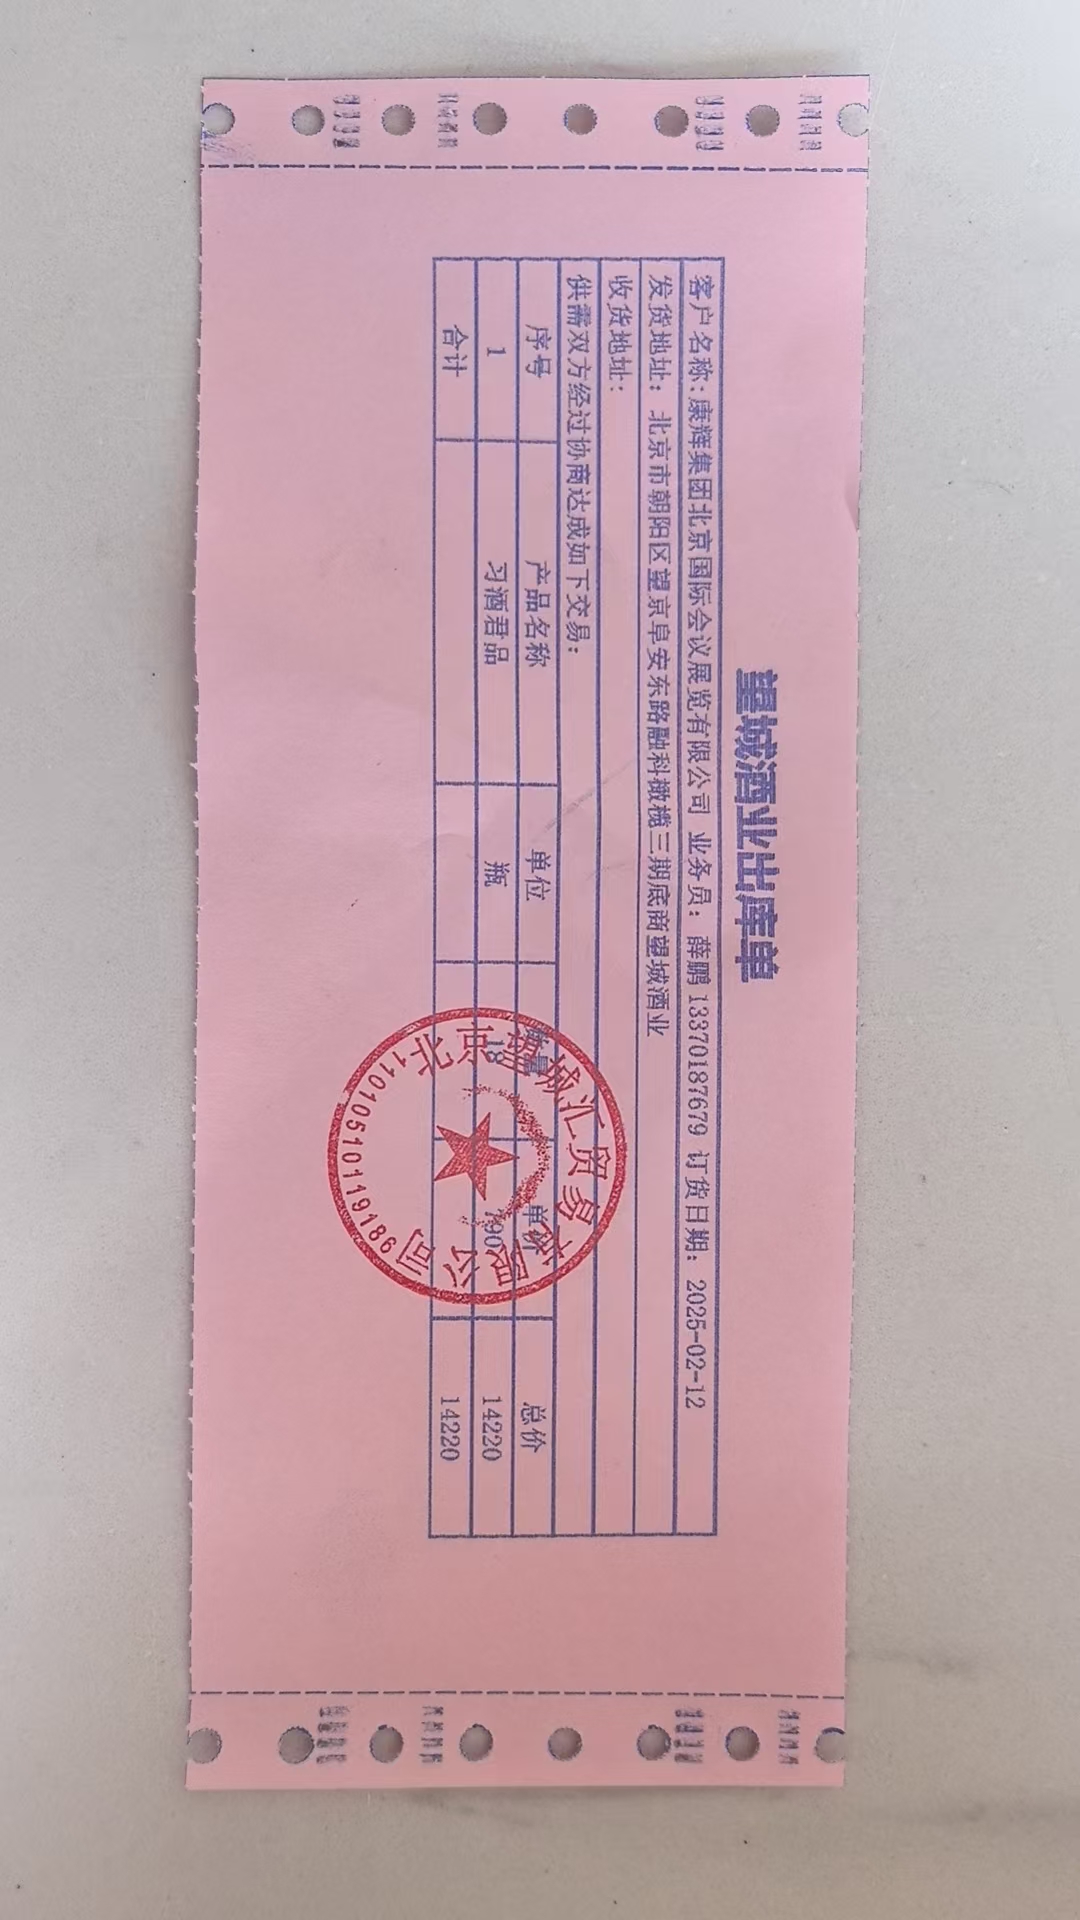 望城酒业出库单
客户名称:康辉集团北京国际会议展览有限公司 业务员: 薛鹏 13370187679 订货日期: 2025-02-12
发货地址: 北京市朝阳区望京阜安东路融科橄榄三期底商望城酒业
收货地址:
供需双方经过协商达成如下交易:
序号 产品名称 单位 数量 单价 总价
1 习酒君品 瓶 18 790 14220
合计 14220
北京望城汇贸易有限公司
1101051019186